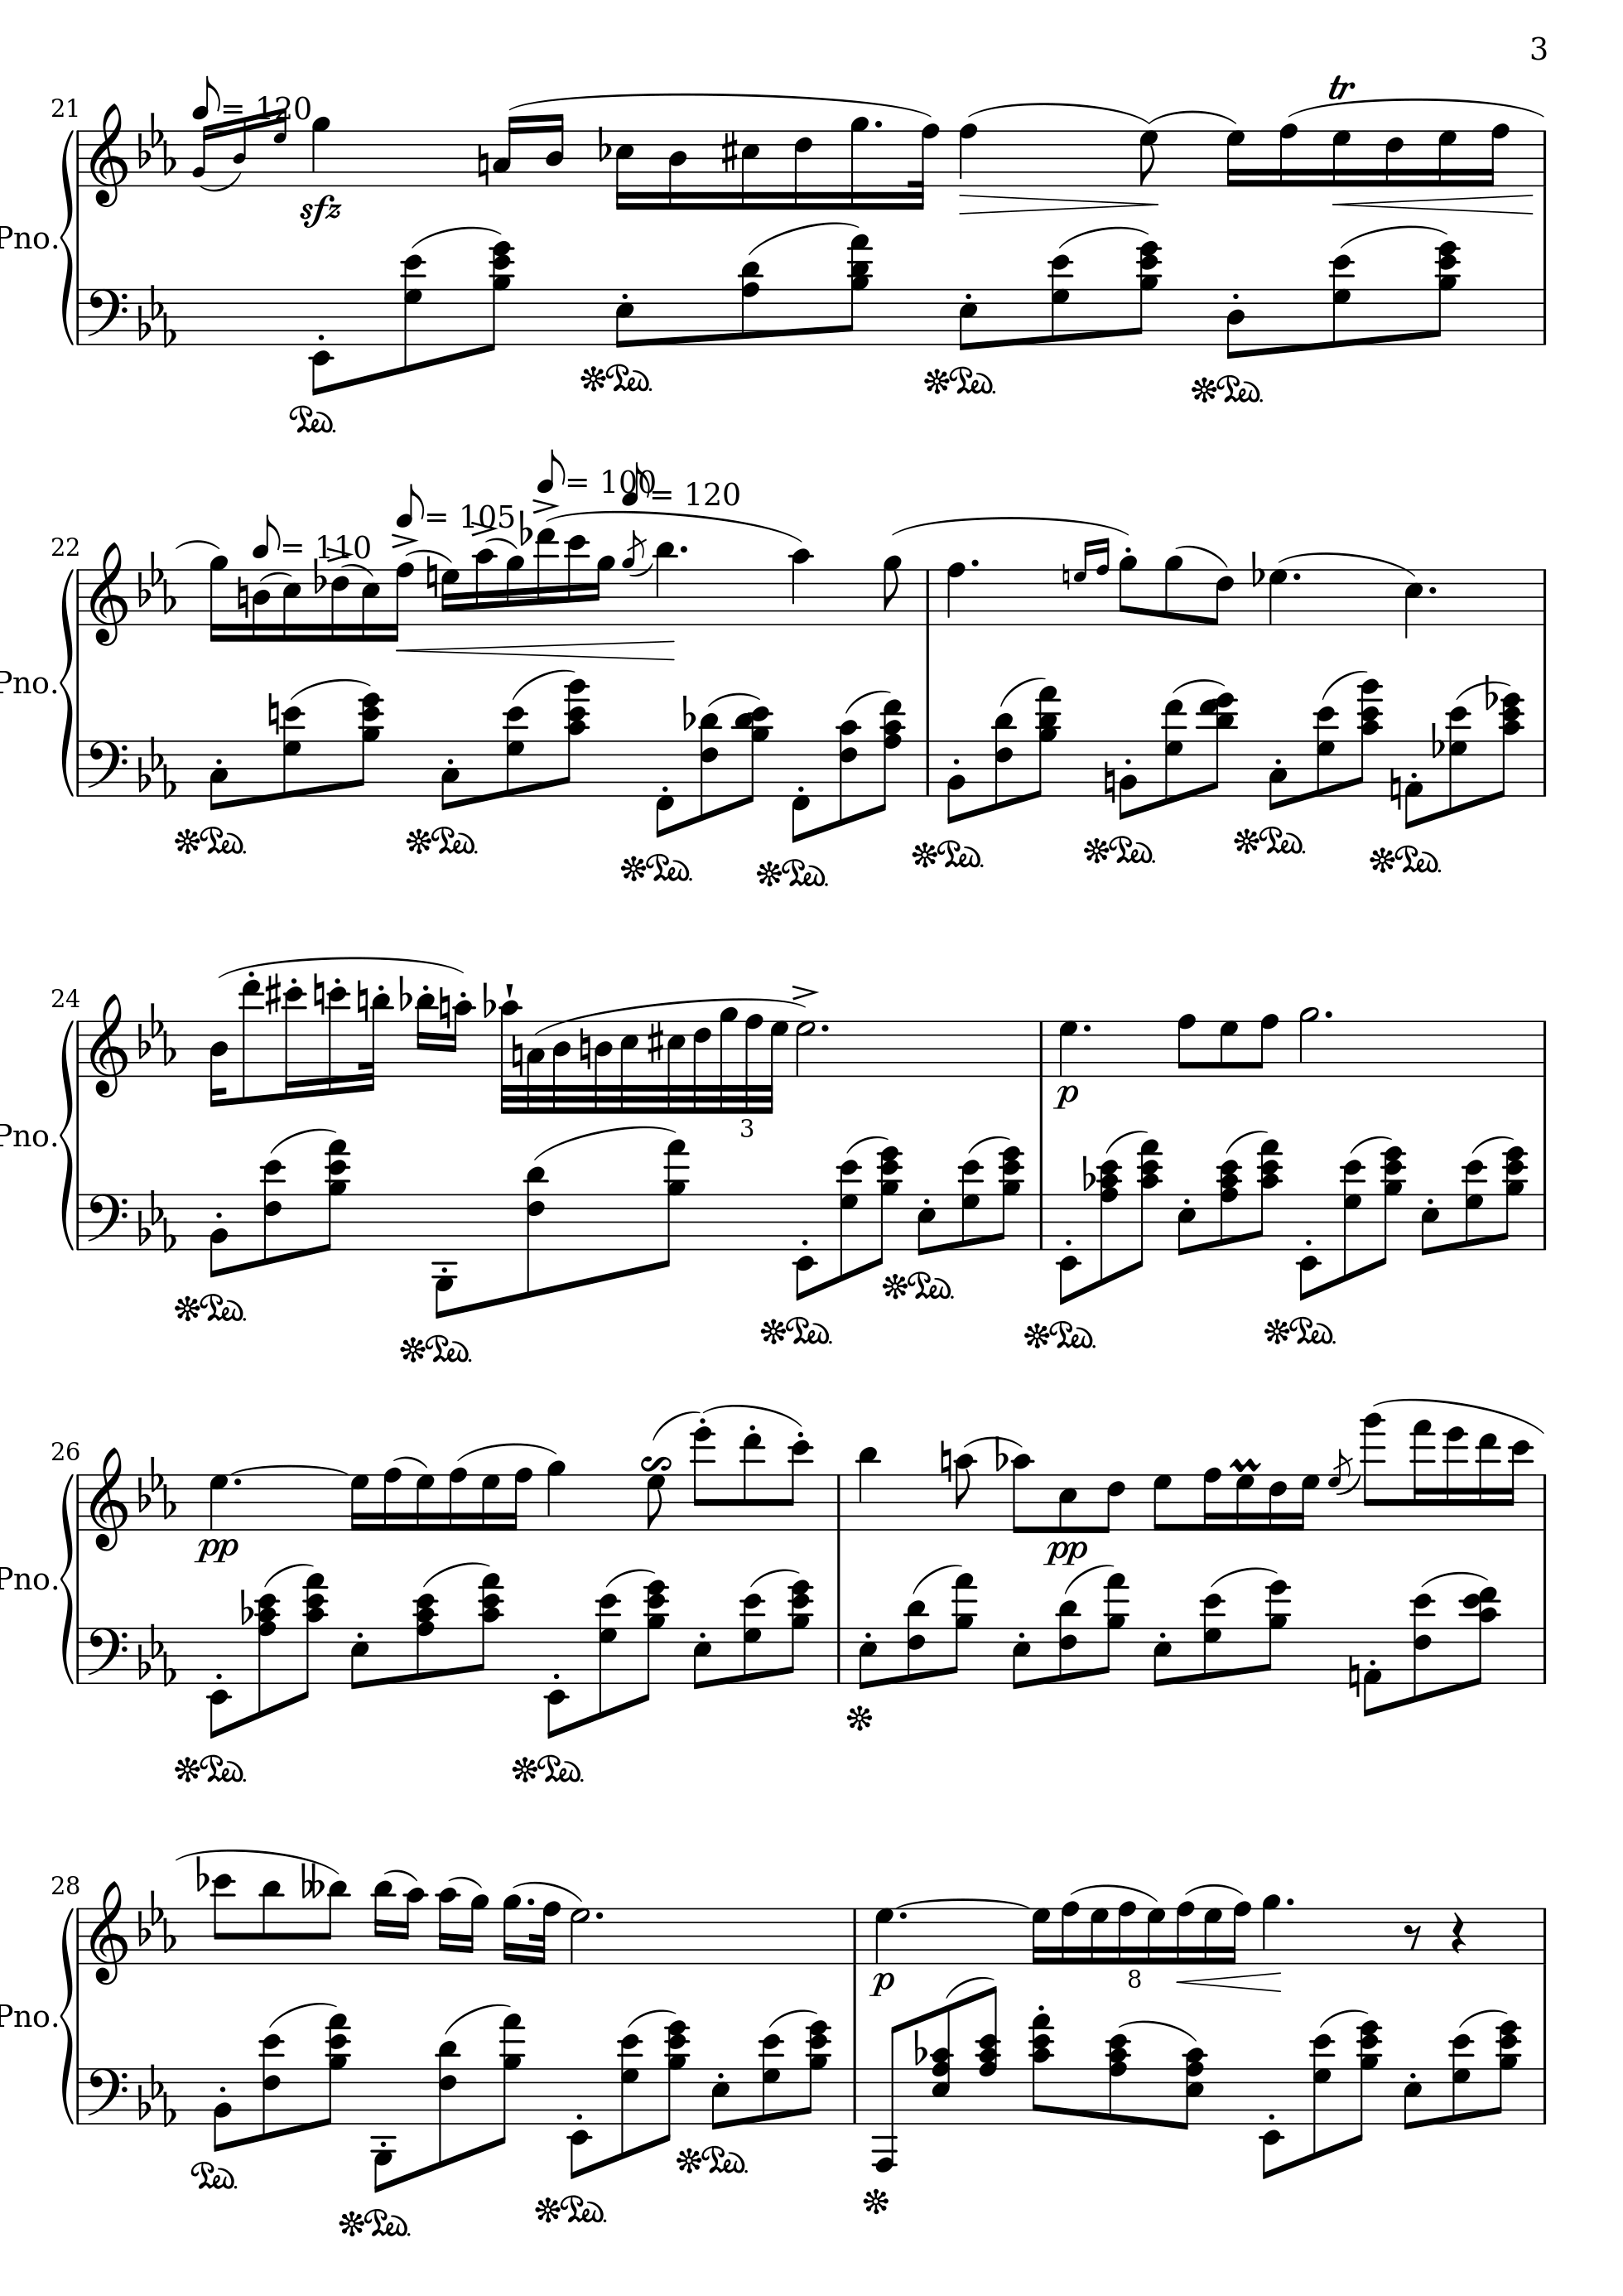 3
21
= 120
tr
Pno.
sfz
Ped. Ped. Ped. Ped.
22
= 110
= 105
= 100
= 120
Pno.
Ped. Ped. Ped. Ped. Ped. Ped. Ped. Ped.
24
Pno.
3
p
Ped. Ped. Ped. Ped. Ped. Ped.
26
Pno.
pp
pp
Ped. Ped.
28
Pno.
p
8
Ped. Ped. Ped. Ped.